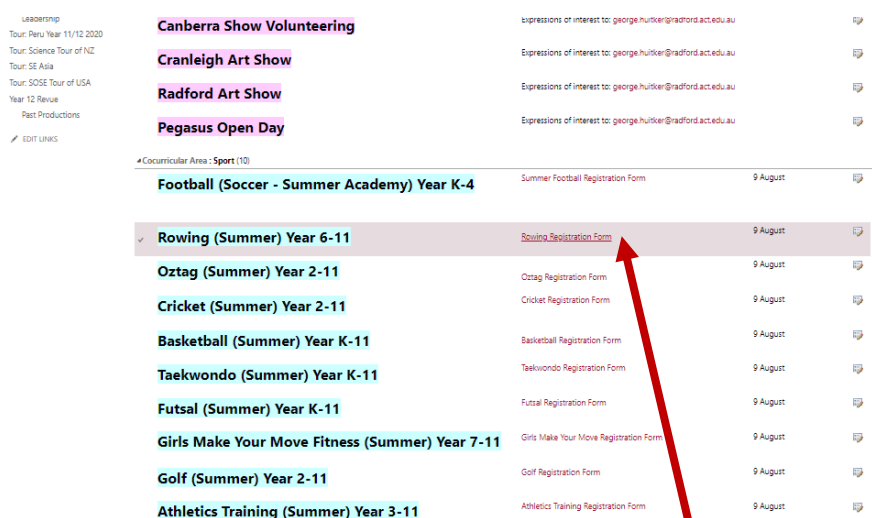 Leadership
Tour: Peru Year 11/12 2020
Tour: Science Tour of NZ
Tour: SE Asia
Tour: SOSE Tour of USA
Year 12 Revue
Past Productions
EDIT LINKS
Canberra Show Volunteering Expressions of interest to: george.huitker@radford.act.edu.au
Cranleigh Art Show Expressions of interest to: george.huitker@radford.act.edu.au
Radford Art Show Expressions of interest to: george.huitker@radford.act.edu.au
Pegasus Open Day Expressions of interest to: george.huitker@radford.act.edu.au
Cocurricular Area : Sport (10)
Football (Soccer - Summer Academy) Year K-4 Summer Football Registration Form 9 August
Rowing (Summer) Year 6-11 Rowing Registration Form 9 August
Oztag (Summer) Year 2-11 Oztag Registration Form 9 August
Cricket (Summer) Year 2-11 Cricket Registration Form 9 August
Basketball (Summer) Year K-11 Basketball Registration Form 9 August
Taekwondo (Summer) Year K-11 Taekwondo Registration Form 9 August
Futsal (Summer) Year K-11 Futsal Registration Form 9 August
Girls Make Your Move Fitness (Summer) Year 7-11 Girls Make Your Move Registration Form 9 August
Golf (Summer) Year 2-11 Golf Registration Form 9 August
Athletics Training (Summer) Year 3-11 Athletics Training Registration Form 9 August